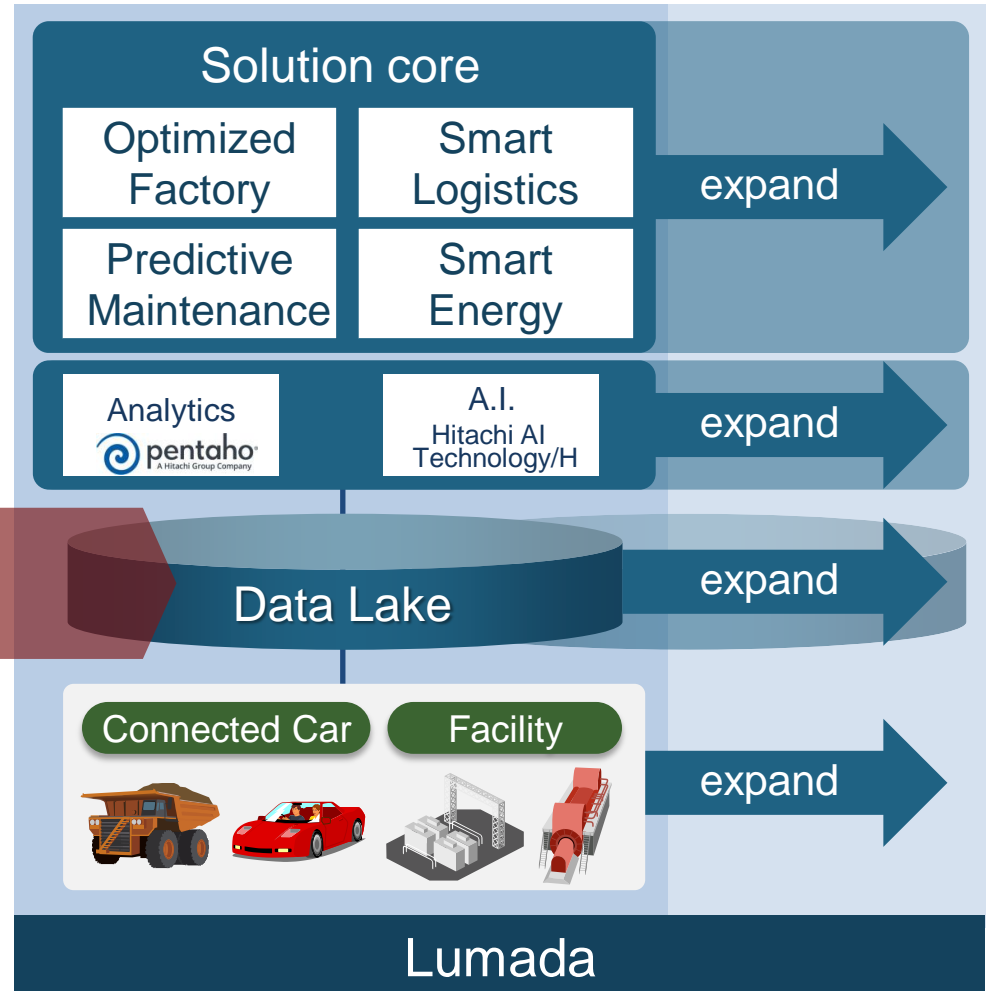 Solution core
Optimized
Factory
Smart
Logistics
expand
Predictive
Maintenance
Smart
Energy
Analytics
pentaho®
A Hitachi Group Company
A.I.
Hitachi AI
Technology/H
expand
Data Lake
expand
Connected Car
Facility
expand
Lumada